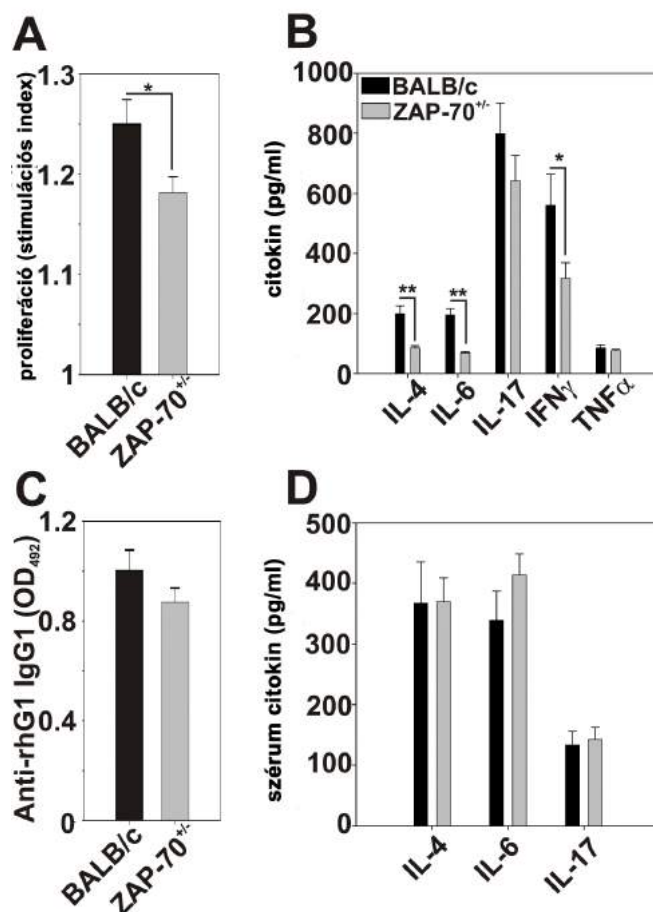 A
proliferáció (stimulációs index)
1.3
1.2
1.1
1
*
BALB/c
ZAP-70+/-
B
BALB/c
ZAP-70+/-
citokin (pg/ml)
1000
800
600
400
200
0
**
**
*
IL-4
IL-6
IL-17
IFNγ
TNFα
C
Anti-rhG1 IgG1 (OD492)
1.2
0.8
0.4
0
BALB/c
ZAP-70+/-
D
szérum citokin (pg/ml)
500
400
300
200
100
0
IL-4
IL-6
IL-17